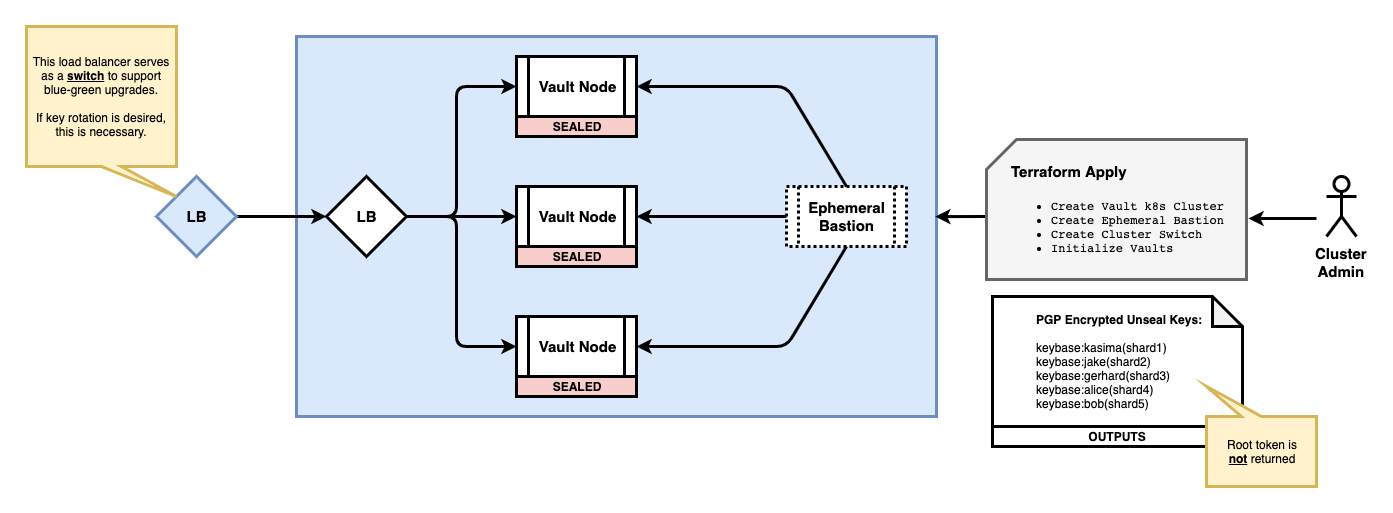 This load balancer serves
as a switch to support
blue-green upgrades.
If key rotation is desired,
this is necessary.
LB
LB
Vault Node
SEALED
Vault Node
SEALED
Vault Node
SEALED
Ephemeral
Bastion
Terraform Apply
• Create Vault k8s Cluster
• Create Ephemeral Bastion
• Create Cluster Switch
• Initialize Vaults
Cluster
Admin
PGP Encrypted Unseal Keys:
keybase:kasima(shard1)
keybase:jake(shard2)
keybase:gerhard(shard3)
keybase:alice(shard4)
keybase:bob(shard5)
OUTPUTS
Root token is
not returned